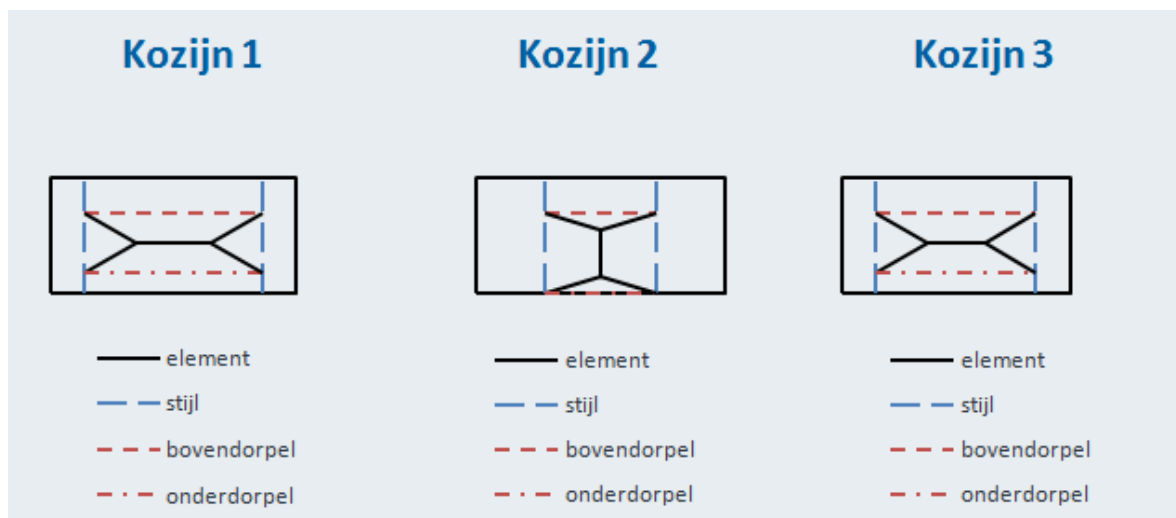 Kozijn 1
Kozijn 2
Kozijn 3
element
stijl
bovendorpel
onderdorpel
element
stijl
bovendorpel
onderdorpel
element
stijl
bovendorpel
onderdorpel